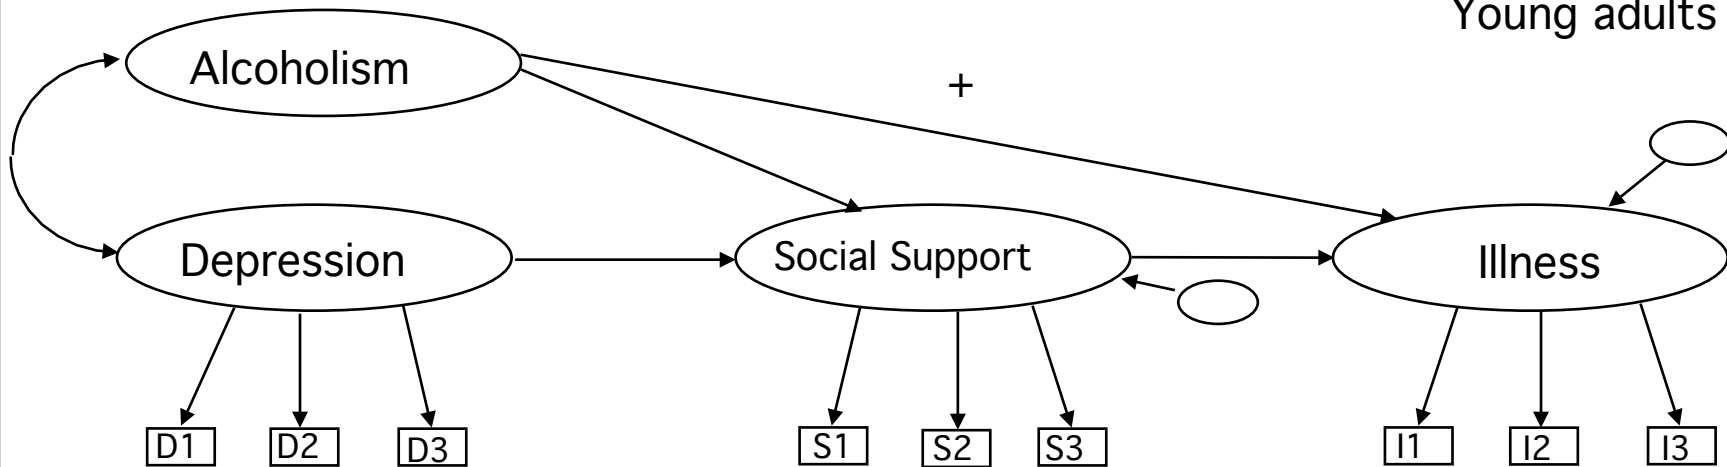 Young adults
Alcoholism
+
Depression
Social Support
Illness
D1
D2
D3
S1
S2
S3
I1
I2
I3